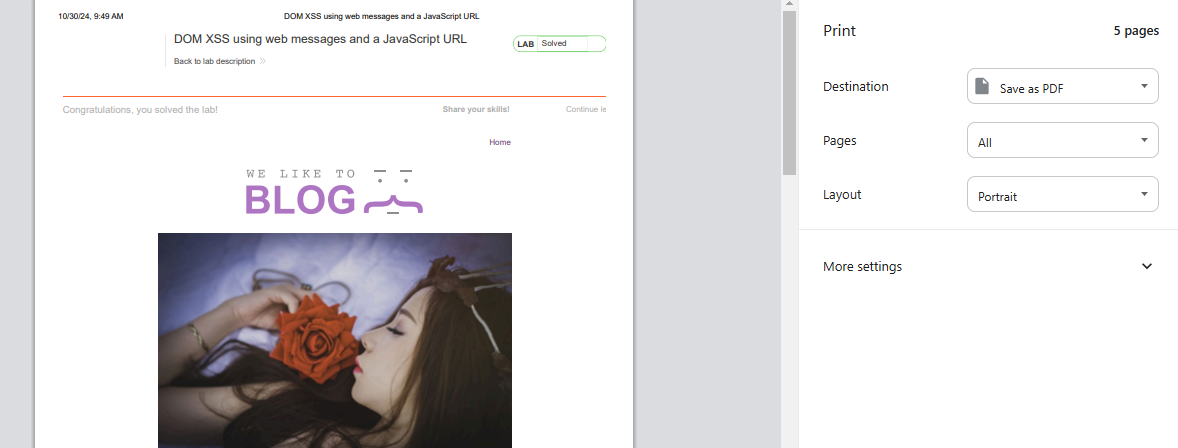 10/30/24, 9:49 AM DOM XSS using web messages and a JavaScript URL
DOM XSS using web messages and a JavaScript URL
LAB Solved
Back to lab description
Congratulations, you solved the lab! Share your skills! Continue le
Home
WE LIKE TO
BLOG
Print 5 pages
Destination Save as PDF
Pages All
Layout Portrait
More settings